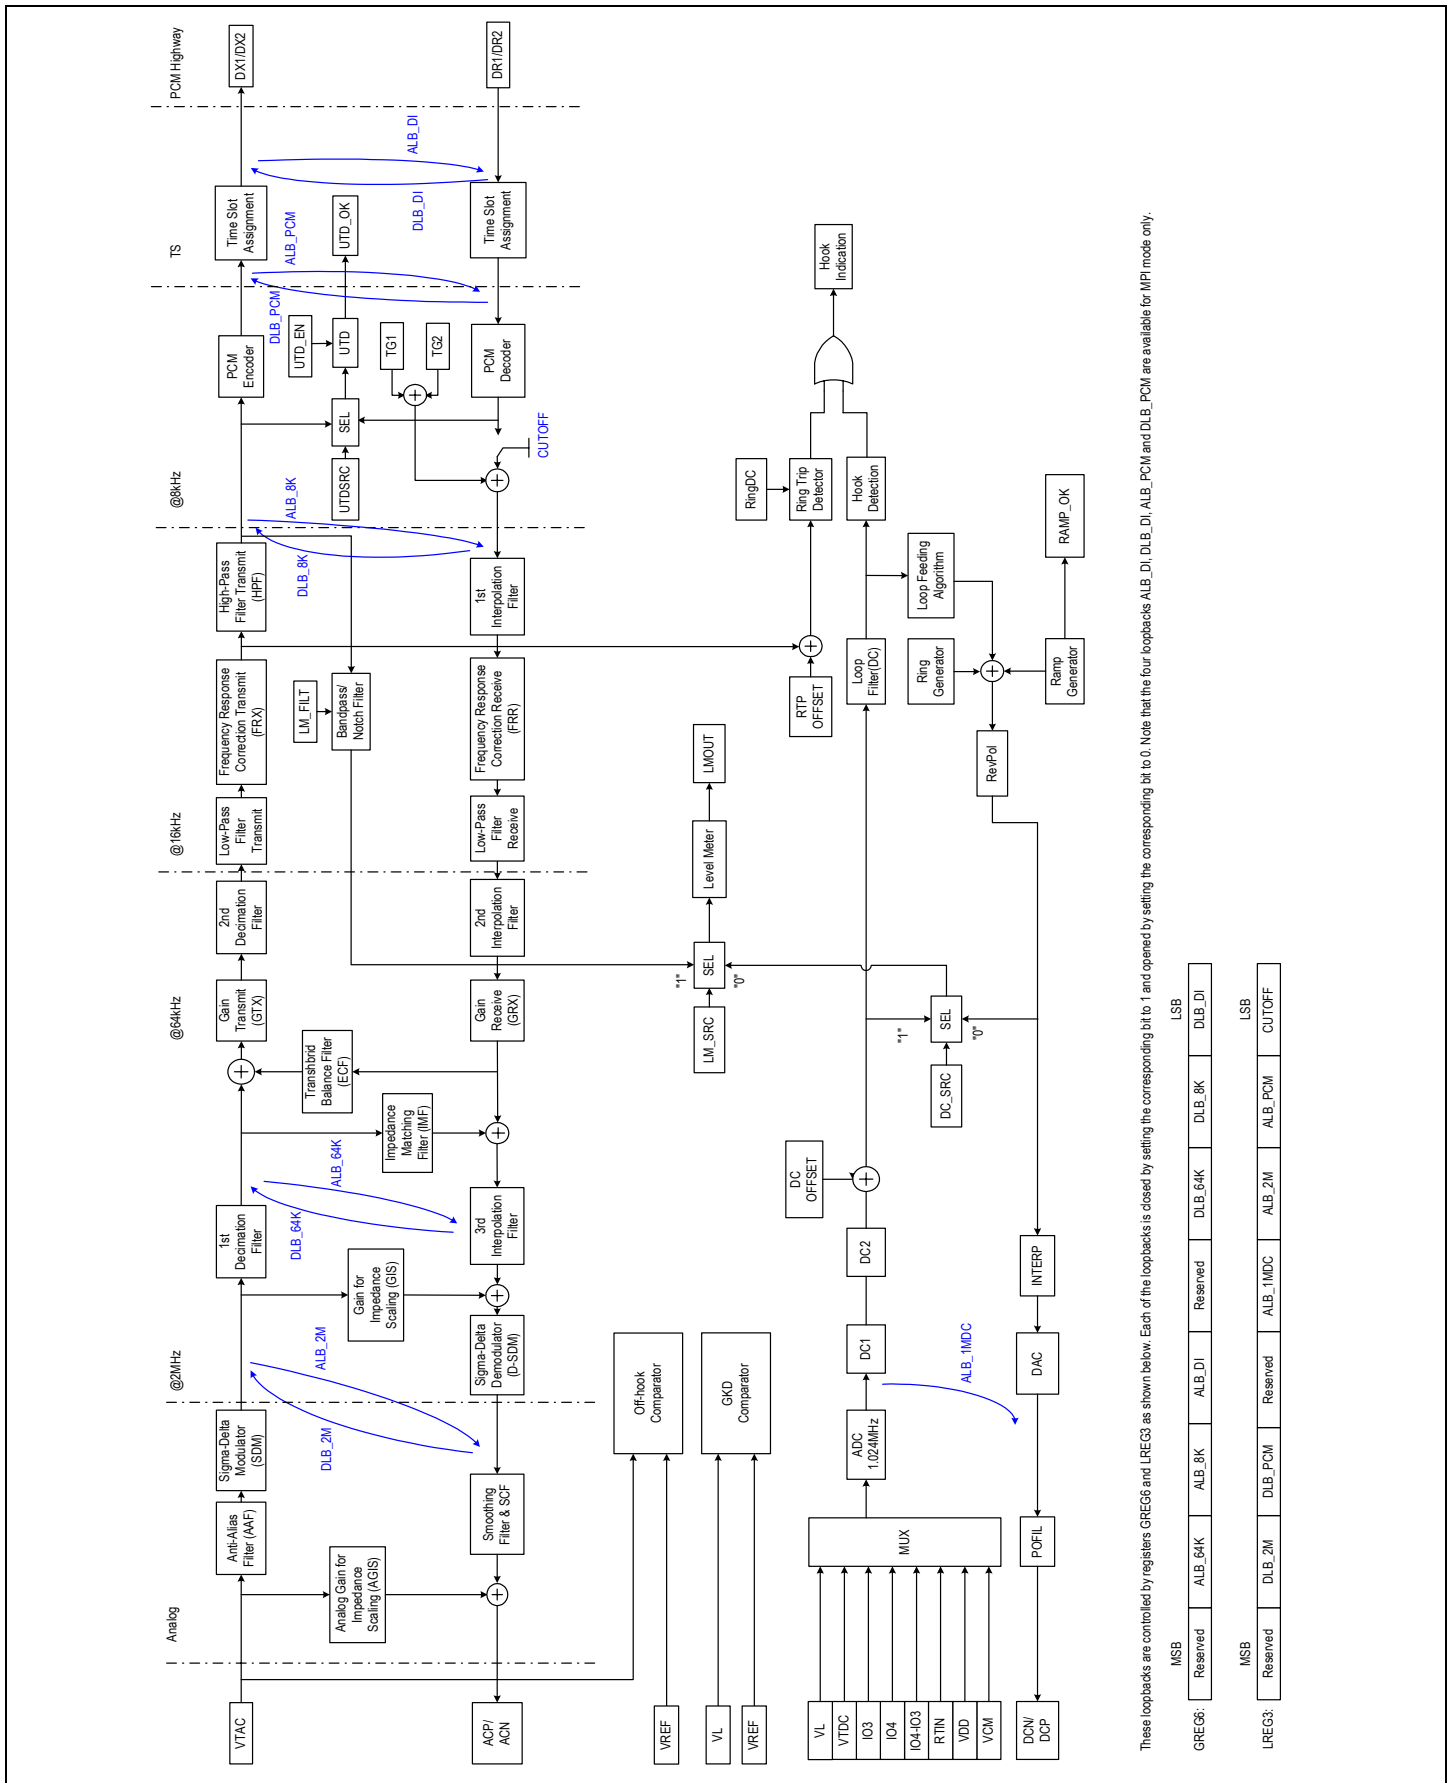 Analog
@2MHz
@64kHz
@16kHz
@8kHz
TS
PCM Highway
VTAC
Anti-Alias
Filter (AAF)
Sigma-Delta
Modulator
(SDM)
1st
Decimation
Filter
Gain
Transmit
(GTX)
2nd
Decimation
Filter
Low-Pass
Filter
Transmit
Frequency Response
Correction Transmit
(FRX)
High-Pass
Filter Transmit
(HPF)
PCM
Encoder
Time Slot
Assignment
DX1/DX2
Analog Gain for
Impedance
Scaling (AGIS)
DLB_2M
ALB_2M
Gain for
Impedance
Scaling (GIS)
DLB_64K
ALB_64K
Impedance
Matching
Filter (IMF)
Transhbrid
Balance Filter
(ECF)
LM_FILT
Bandpass/
Notch Filter
DLB_8K
ALB_8K
UTDSRC
SEL
UTD_EN
UTD
UTD_OK
TG1
TG2
CUTOFF
DLB_PCM
ALB_PCM
DLB_DI
ALB_DI
ACP/
ACN
Smoothing
Filter & SCF
Sigma-Delta
Demodulator
(D-SDM)
3rd
Interpolation
Filter
Gain
Receive
(GRX)
2nd
Interpolation
Filter
Low-Pass
Filter
Receive
Frequency Response
Correction Receive
(FRR)
1st
Interpolation
Filter
PCM
Decoder
Time Slot
Assignment
DR1/DR2
VREF
Off-hook
Comparator
VL
VREF
GKD
Comparator
LM_SRC
"1"
SEL
"0"
Level Meter
LMOUT
RTP
OFFSET
RingDC
Ring Trip
Detector
Hook
Indication
VL
VTDC
IO3
IO4
IO4-IO3
RTIN
VDD
VCM
MUX
ADC
1.024MHz
DC1
DC2
DC
OFFSET
Loop
Filter(DC)
Hook
Detection
DC_SRC
"1"
SEL
"0"
Loop Feeding
Algorithm
Ring
Generator
Ramp
Generator
RAMP_OK
RevPol
ALB_1MDC
DCN/
DCP
POFIL
DAC
INTERP
These loopbacks are controlled by registers GREG6 and LREG3 as shown below. Each of the loopbacks is closed by setting the corresponding bit to 1 and opened by setting the corresponding bit to 0. Note that the four loopbacks ALB_DI, DLB_DI, ALB_PCM and DLB_PCM are available for MPI mode only.
MSB LSB
GREG6: Reserved ALB_64K ALB_8K ALB_DI Reserved DLB_64K DLB_8K DLB_DI
MSB LSB
LREG3: Reserved DLB_2M DLB_PCM Reserved ALB_1MDC ALB_2M ALB_PCM CUTOFF